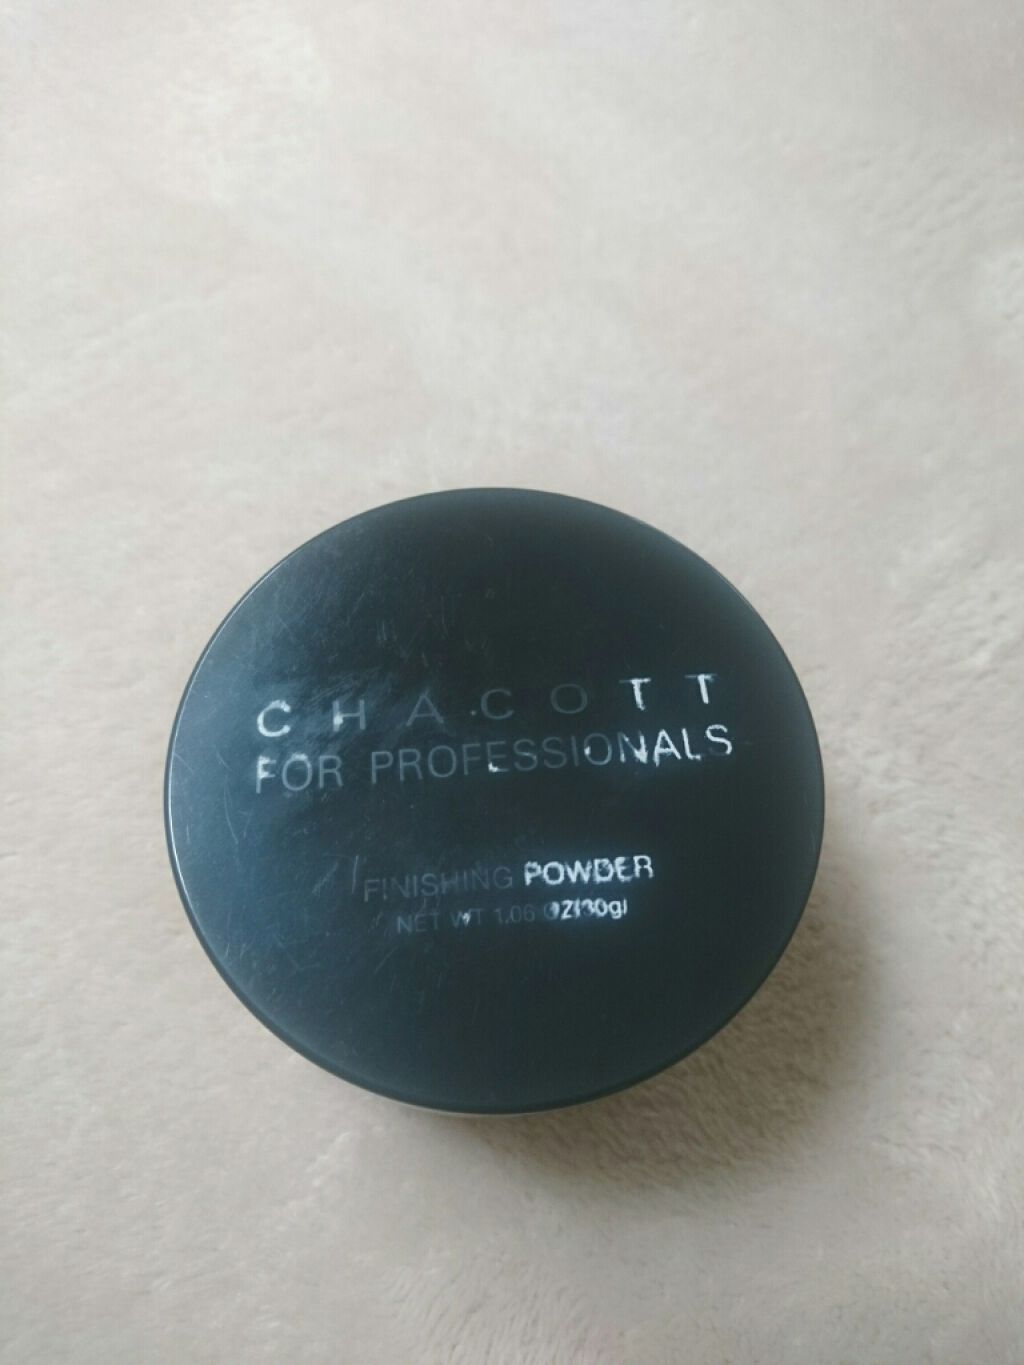 CHACOTT
FOR PROFESSIONALS
FINISHING POWDER
NET WT 1.06 OZ(30g)